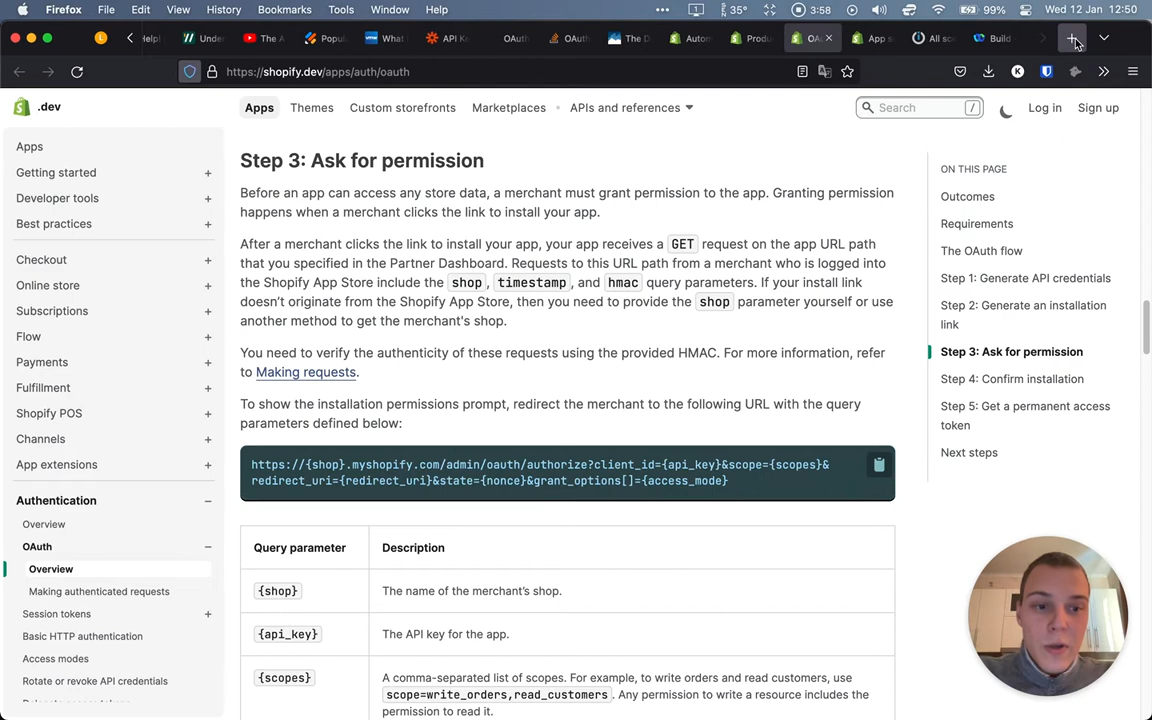 Firefox File Edit View History Bookmarks Tools Window Help ••• 35° 3:58 99% Wed 12 Jan 12:50
L Help! Unde The A Popu What API Ke OAuth OAut The D Autom Produ OA App s All sc Build
https://shopify.dev/apps/auth/oauth K
.dev Apps Themes Custom storefronts Marketplaces • APIs and references Search / Log in Sign up
Apps
Getting started +
Developer tools +
Best practices +
Checkout +
Online store +
Subscriptions +
Flow +
Payments +
Fulfillment +
Shopify POS +
Channels +
App extensions +
Authentication −
Overview
OAuth −
Overview
Making authenticated requests
Session tokens +
Basic HTTP authentication
Access modes
Rotate or revoke API credentials
Step 3: Ask for permission
Before an app can access any store data, a merchant must grant permission to the app. Granting permission
happens when a merchant clicks the link to install your app.
After a merchant clicks the link to install your app, your app receives a GET request on the app URL path
that you specified in the Partner Dashboard. Requests to this URL path from a merchant who is logged into
the Shopify App Store include the shop, timestamp, and hmac query parameters. If your install link
doesn't originate from the Shopify App Store, then you need to provide the shop parameter yourself or use
another method to get the merchant's shop.
You need to verify the authenticity of these requests using the provided HMAC. For more information, refer
to Making requests.
To show the installation permissions prompt, redirect the merchant to the following URL with the query
parameters defined below:
https://{shop}.myshopify.com/admin/oauth/authorize?client_id={api_key}&scope={scopes}&
redirect_uri={redirect_uri}&state={nonce}&grant_options[]={access_mode}
Query parameter Description
{shop} The name of the merchant's shop.
{api_key} The API key for the app.
{scopes} A comma-separated list of scopes. For example, to write orders and read customers, use
scope=write_orders,read_customers. Any permission to write a resource includes the
permission to read it.
ON THIS PAGE
Outcomes
Requirements
The OAuth flow
Step 1: Generate API credentials
Step 2: Generate an installation
link
Step 3: Ask for permission
Step 4: Confirm installation
Step 5: Get a permanent access
token
Next steps